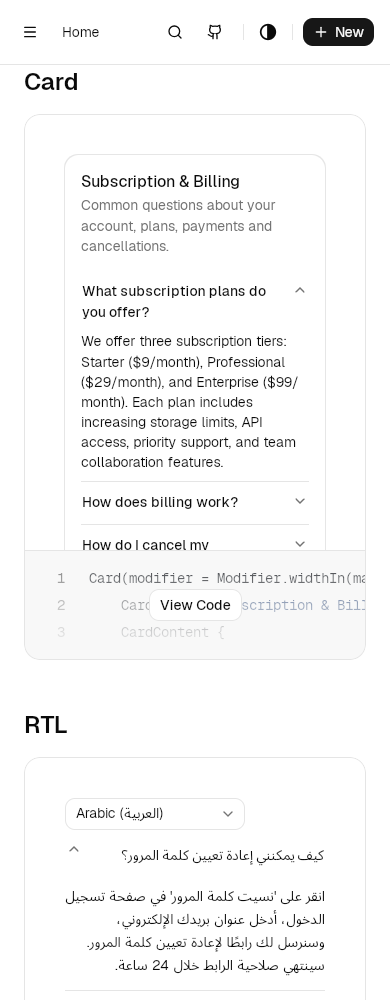 Home
New
Card
Subscription & Billing
Common questions about your
account, plans, payments and
cancellations.
What subscription plans do
you offer?
We offer three subscription tiers:
Starter ($9/month), Professional
($29/month), and Enterprise ($99/
month). Each plan includes
increasing storage limits, API
access, priority support, and team
collaboration features.
How does billing work?
How do I cancel my
1 Card(modifier = Modifier.widthIn(ma
2 Card scription & Bill
View Code
3 CardContent {
RTL
Arabic (العربية)
كيف يمكنني إعادة تعيين كلمة المرور؟
انقر على 'نسيت كلمة المرور' في صفحة تسجيل
الدخول، أدخل عنوان بريدك الإلكتروني،
وسنرسل لك رابطًا لإعادة تعيين كلمة المرور.
سينتهي صلاحية الرابط خلال 24 ساعة.